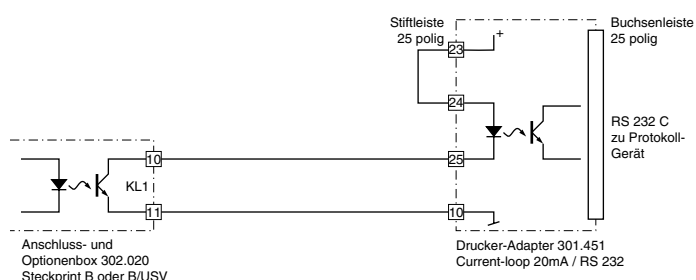 Stiftleiste
25 polig
Buchsenleiste
25 polig
23
+
24
RS 232 C
zu Protokoll-
Gerät
10
25
KL1
11
10
Anschluss- und
Optionenbox 302.020
Steckprint B oder B/USV
Drucker-Adapter 301.451
Current-loop 20mA / RS 232